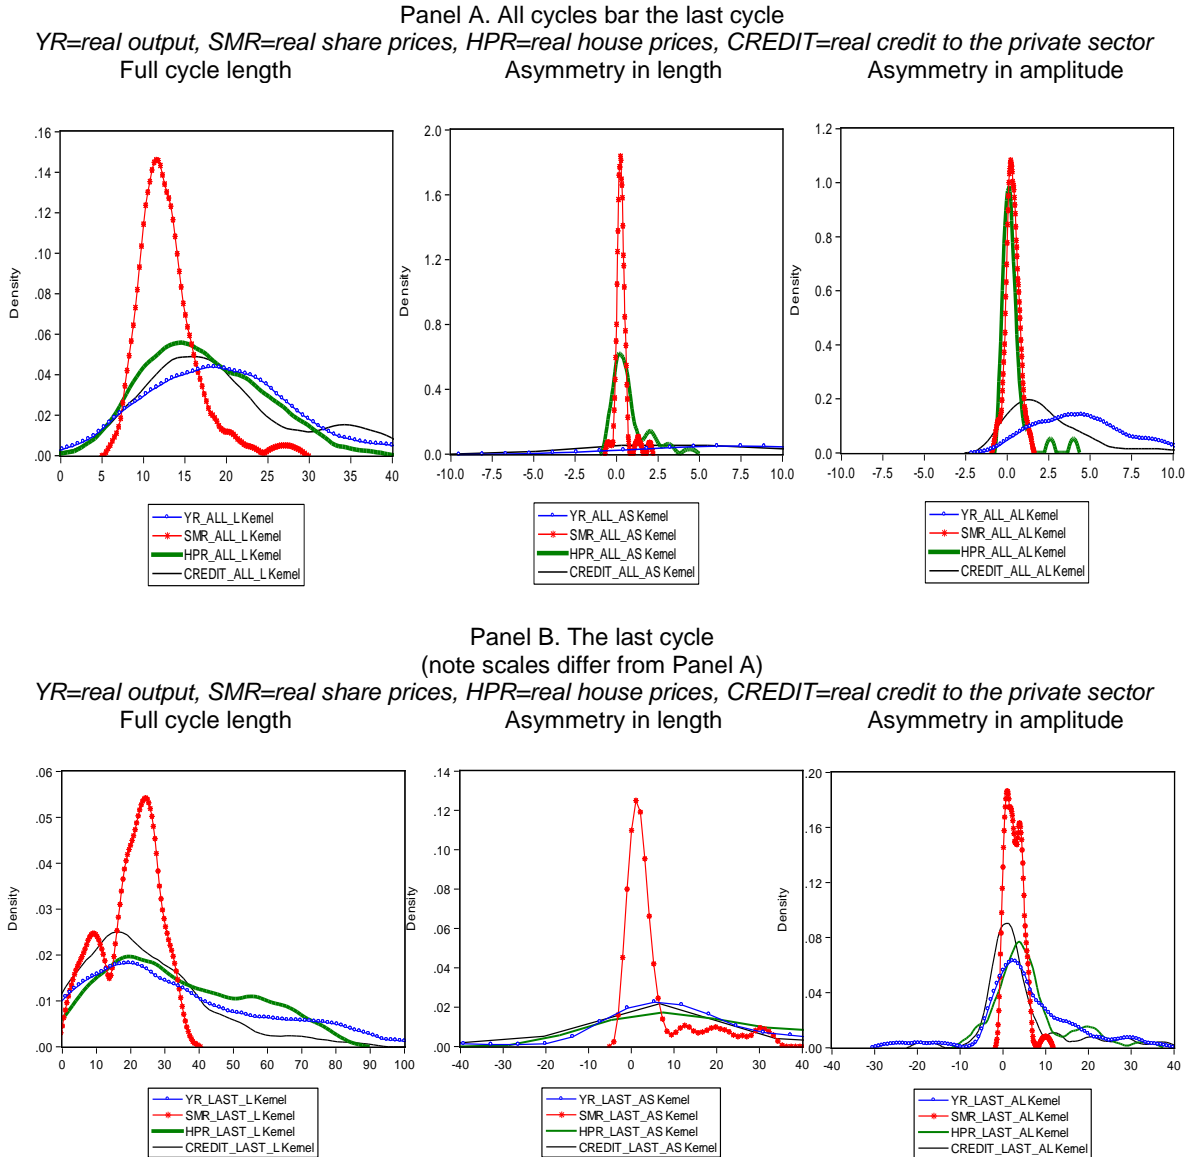 Panel A. All cycles bar the last cycle
YR=real output, SMR=real share prices, HPR=real house prices, CREDIT=real credit to the private sector
Full cycle length Asymmetry in length Asymmetry in amplitude
.16
.14
.12
.10
.08
.06
.04
.02
.00
Density
0 5 10 15 20 25 30 35 40
YR_ALL_L Kernel
SMR_ALL_L Kernel
HPR_ALL_L Kernel
CREDIT_ALL_L Kernel
2.0
1.6
1.2
0.8
0.4
0.0
Density
-10.0 -7.5 -5.0 -2.5 0.0 2.5 5.0 7.5 10.0
YR_ALL_AS Kernel
SMR_ALL_AS Kernel
HPR_ALL_AS Kernel
CREDIT_ALL_AS Kernel
1.2
1.0
0.8
0.6
0.4
0.2
0.0
Density
-10.0 -7.5 -5.0 -2.5 0.0 2.5 5.0 7.5 10.0
YR_ALL_AL Kernel
SMR_ALL_AL Kernel
HPR_ALL_AL Kernel
CREDIT_ALL_AL Kernel
Panel B. The last cycle
(note scales differ from Panel A)
YR=real output, SMR=real share prices, HPR=real house prices, CREDIT=real credit to the private sector
Full cycle length Asymmetry in length Asymmetry in amplitude
.06
.05
.04
.03
.02
.01
.00
Density
0 10 20 30 40 50 60 70 80 90 100
YR_LAST_L Kernel
SMR_LAST_L Kernel
HPR_LAST_L Kernel
CREDIT_LAST_L Kernel
.14
.12
.10
.08
.06
.04
.02
.00
Density
-40 -30 -20 -10 0 10 20 30 40
YR_LAST_AS Kernel
SMR_LAST_AS Kernel
HPR_LAST_AS Kernel
CREDIT_LAST_AS Kernel
.20
.16
.12
.08
.04
.00
Density
-40 -30 -20 -10 0 10 20 30 40
YR_LAST_AL Kernel
SMR_LAST_AL Kernel
HPR_LAST_AL Kernel
CREDIT_LAST_AL Kernel